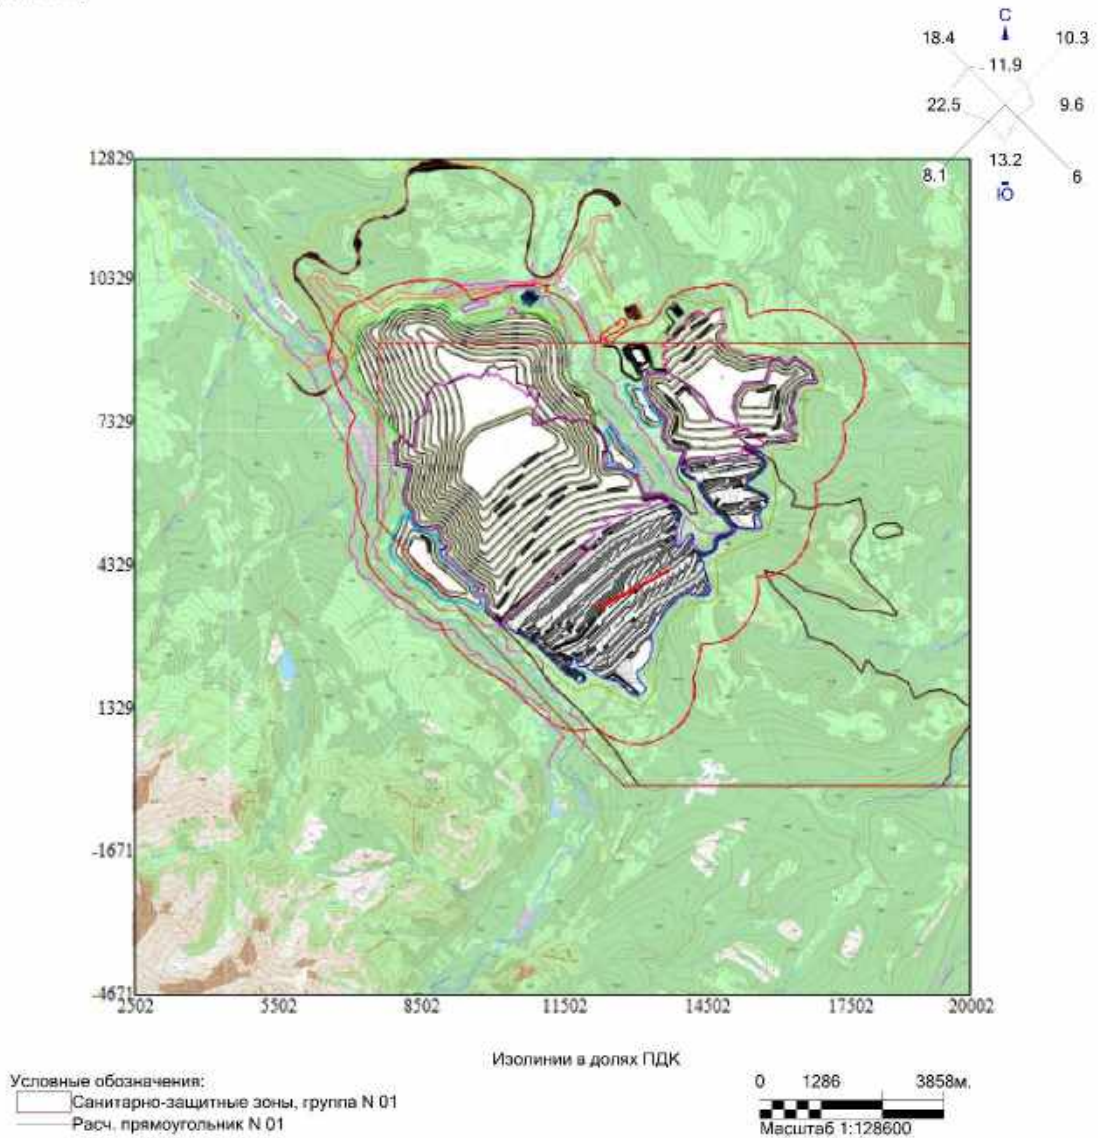 С
18.4 10.3
11.9
22.5 9.6
13.2
8.1 6
Ю
12829
10329
7329
4329
1329
-1671
-4671
2502 5502 8502 11502 14502 17502 20002
Изолинии в долях ПДК
Условные обозначения:
Санитарно-защитные зоны, группа N 01
Расч. прямоугольник N 01
0 1286 3858м.
Масштаб 1:128600